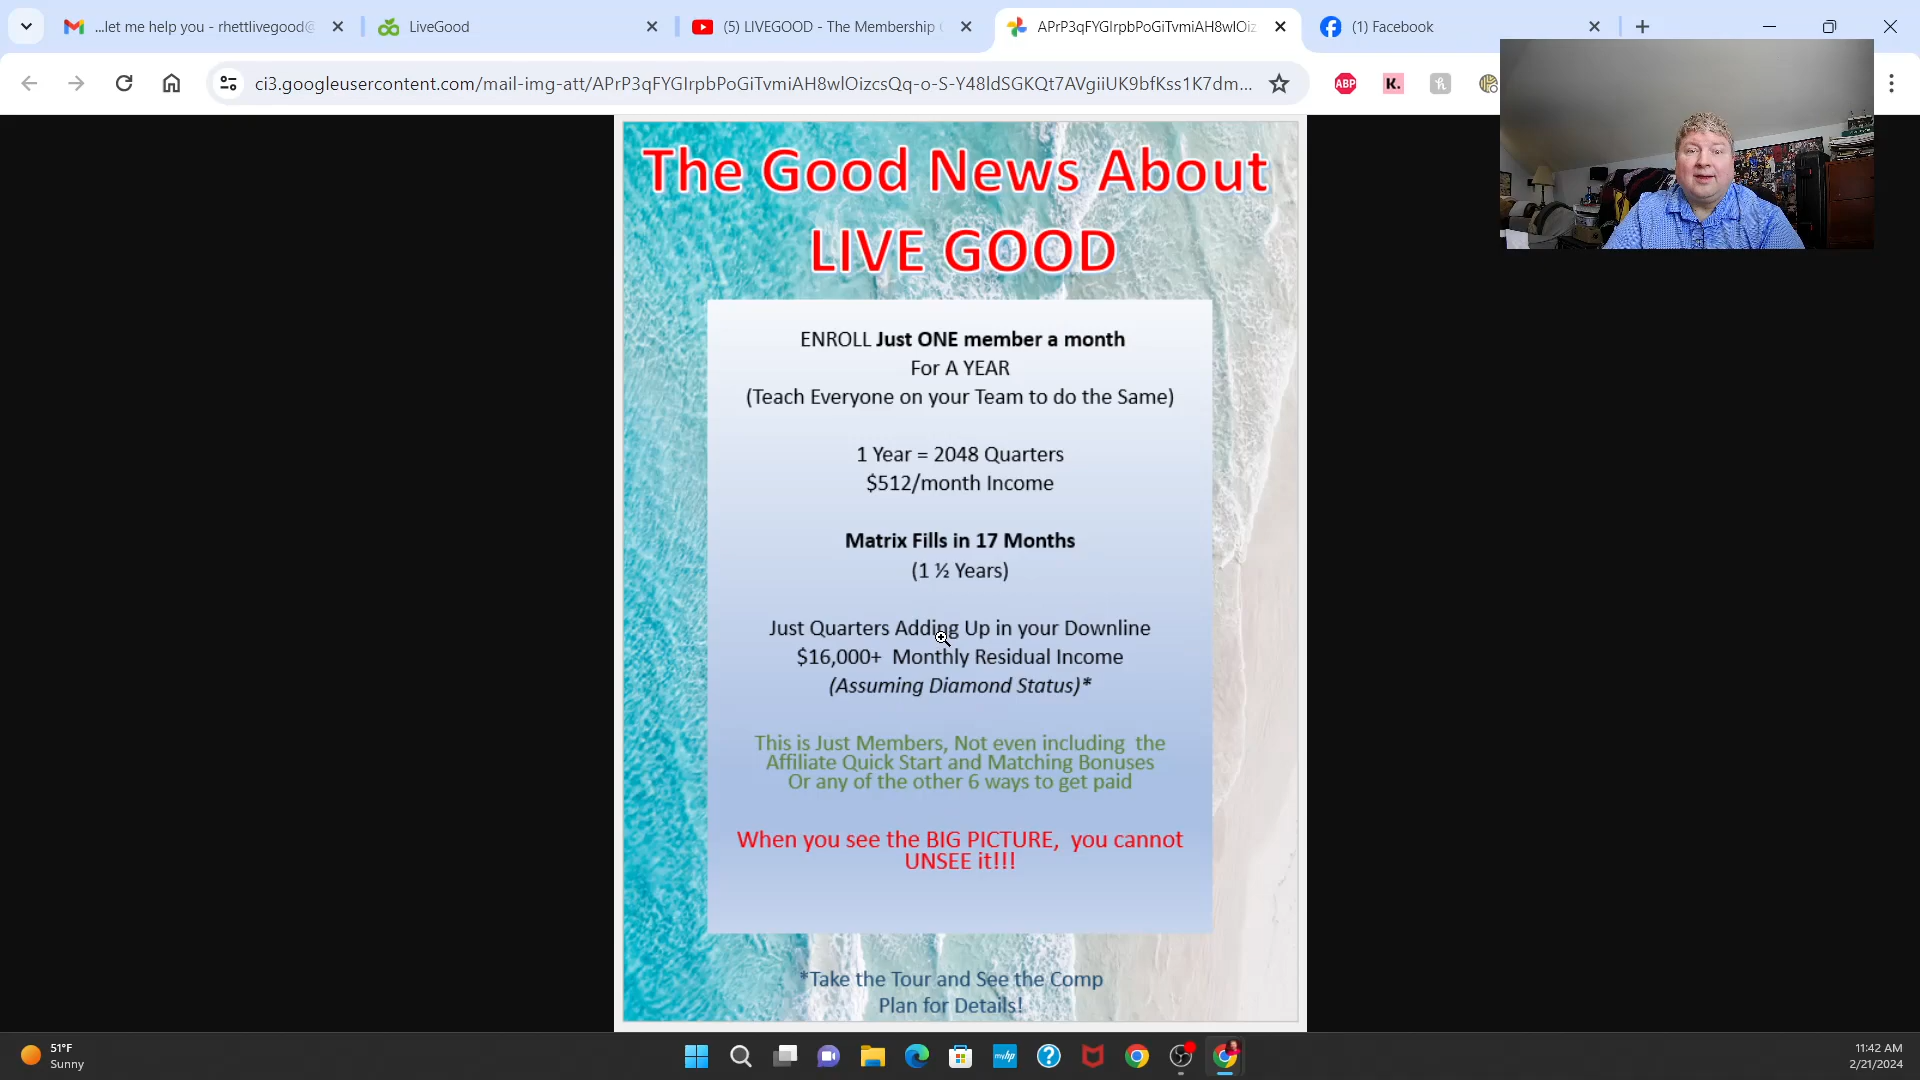 ...let me help you - rhettlivegood@
LiveGood
(5) LIVEGOOD - The Membership
APrP3qFYGIrpbPoGiTvmiAH8wlOiz
(1) Facebook
ci3.googleusercontent.com/mail-img-att/APrP3qFYGIrpbPoGiTvmiAH8wlOizcsQq-o-S-Y48ldSGKQt7AVgiiUK9bfKss1K7dm...
ABP
K.
h
The Good News About
LIVE GOOD
ENROLL Just ONE member a month
For A YEAR
(Teach Everyone on your Team to do the Same)
1 Year = 2048 Quarters
$512/month Income
Matrix Fills in 17 Months
(1 ½ Years)
Just Quarters Adding Up in your Downline
$16,000+ Monthly Residual Income
(Assuming Diamond Status)*
This is Just Members, Not even including the
Affiliate Quick Start and Matching Bonuses
Or any of the other 6 ways to get paid
When you see the BIG PICTURE, you cannot
UNSEE it!!!
*Take the Tour and See the Comp
Plan for Details!
51°F
Sunny
myhp
11:42 AM
2/21/2024